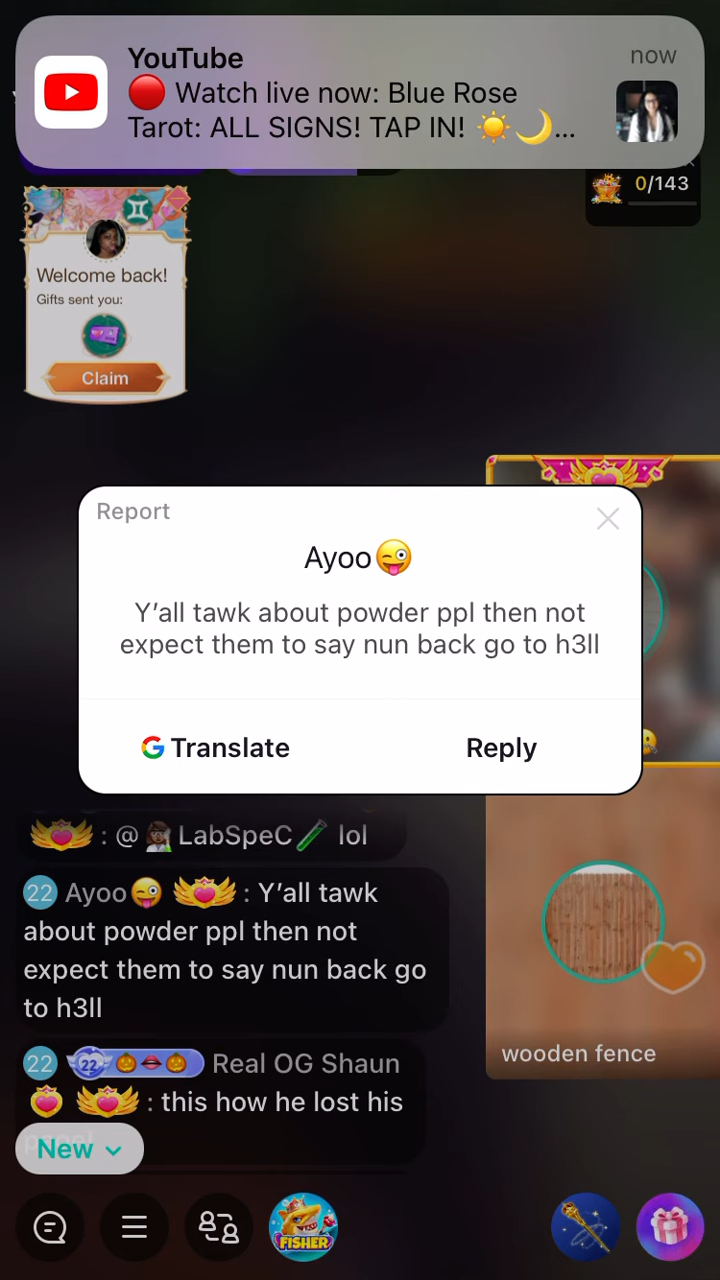 YouTube
now
🔴 Watch live now: Blue Rose
Tarot: ALL SIGNS! TAP IN! ☀️🌙...
0/143
Welcome back!
Gifts sent you:
Claim
Report
Ayoo😜
Y'all tawk about powder ppl then not
expect them to say nun back go to h3ll
Translate
Reply
: @👩🏽‍🔬LabSpeC🧪 lol
22 Ayoo😜 : Y'all tawk
about powder ppl then not
expect them to say nun back go
to h3ll
22 22 🎃👄🎃 Real OG Shaun
: this how he lost his
New
wooden fence
FISHER